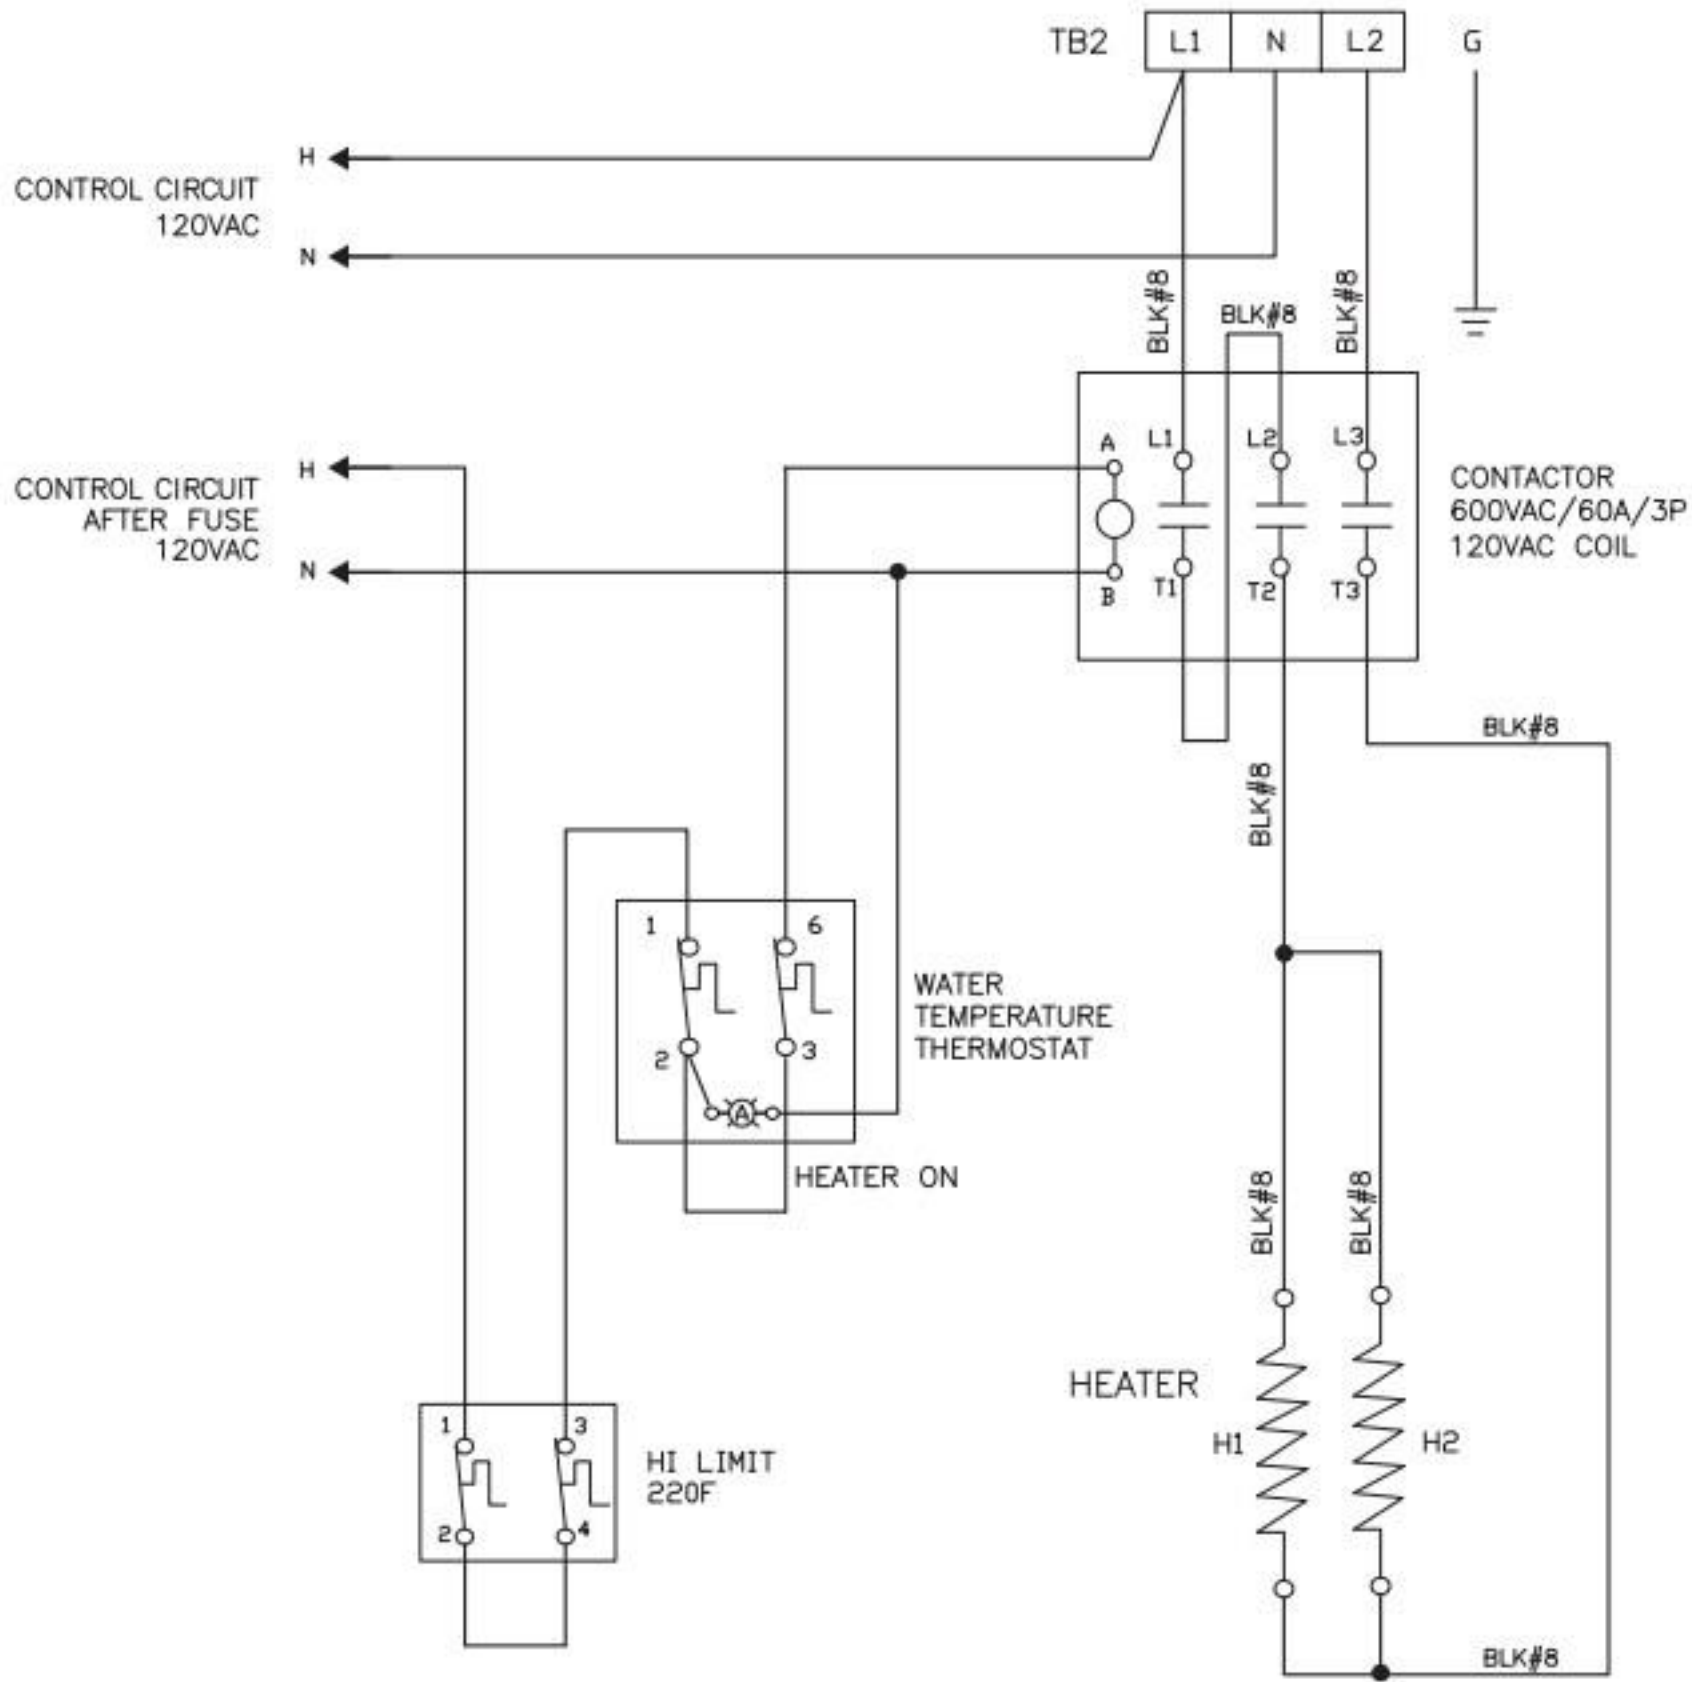 TB2 L1 N L2 G
H
CONTROL CIRCUIT
120VAC
N
BLK#8
BLK#8
BLK#8
H
CONTROL CIRCUIT
AFTER FUSE
120VAC
N
A L1 L2 L3
B T1 T2 T3
CONTACTOR
600VAC/60A/3P
120VAC COIL
BLK#8
BLK#8
1 6
2 3
A
WATER
TEMPERATURE
THERMOSTAT
HEATER ON
BLK#8
BLK#8
HEATER
H1
H2
1 3
2 4
HI LIMIT
220F
BLK#8